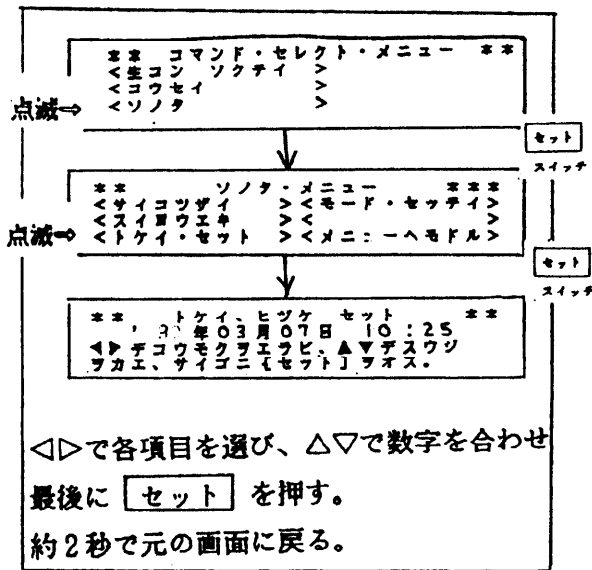 ** コマンド・セレクト・メニュー **
<生コン ソクテイ >
<コウセイ >
点滅⇨ <ソノタ >
セット
スイッチ
** ソノタ・メニュー ***
<サイコツザイ ><モード・セッテイ>
<スイヨウエキ >< >
点滅⇨ <トケイ・セット ><メニューヘモドル>
セット
スイッチ
** トケイ、ヒヅケ セット **
' 年03月07日 10:25
◀▶デコウモクヲエラビ、▲▼デスウジ
ヲカエ、サイゴニ[セット]ヲオス。
◁▷で各項目を選び、△▽で数字を合わせ
最後に セット を押す。
約2秒で元の画面に戻る。